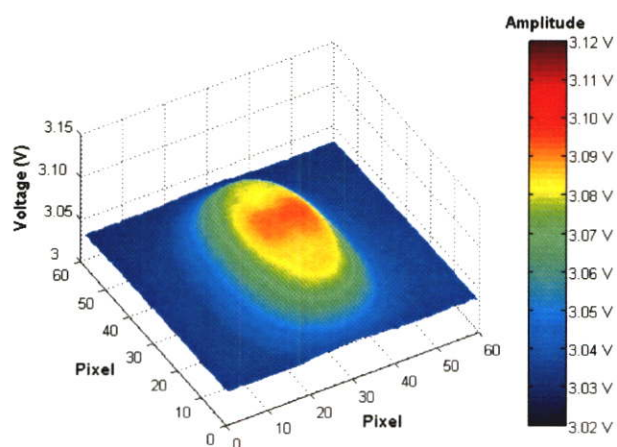 Amplitude
3.12 V
3.11 V
3.10 V
3.09 V
3.08 V
3.07 V
3.06 V
3.05 V
3.04 V
3.03 V
3.02 V
Voltage (V)
3.15
3.10
3.05
3
60
50
40
30
20
10
0
Pixel
0
10
20
30
40
50
60
Pixel